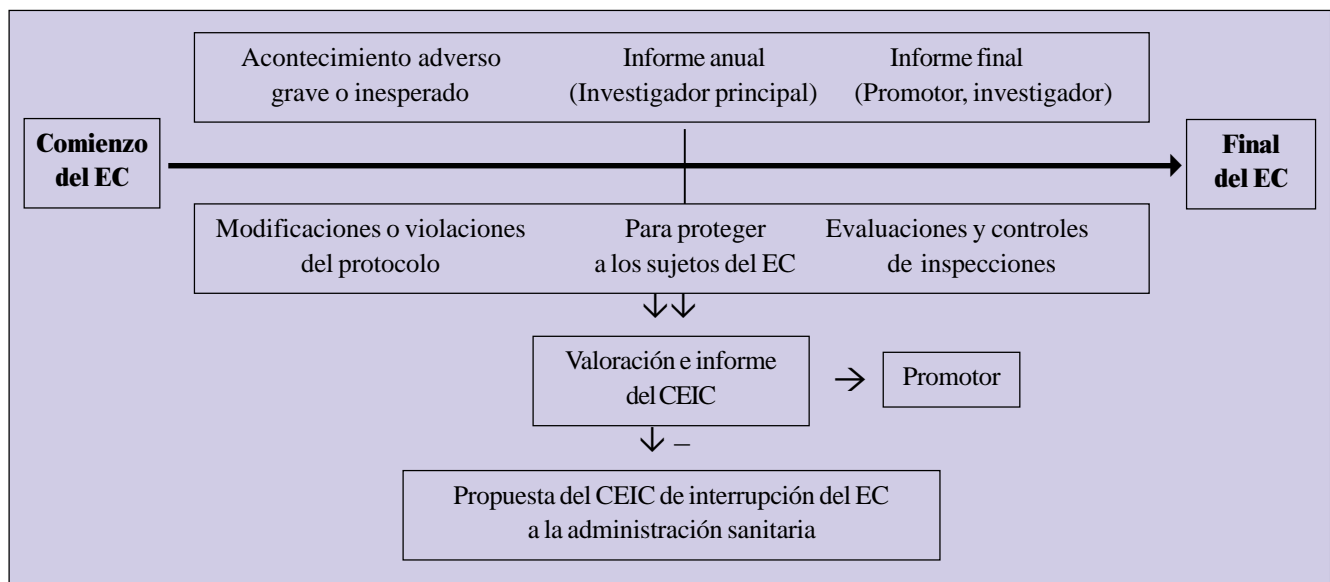 Acontecimiento adverso
grave o inesperado
Informe anual
(Investigador principal)
Informe final
(Promotor, investigador)
Comienzo
del EC
Final
del EC
Modificaciones o violaciones
del protocolo
Para proteger
a los sujetos del EC
Evaluaciones y controles
de inspecciones
Valoración e informe
del CEIC
Promotor
–
Propuesta del CEIC de interrupción del EC
a la administración sanitaria